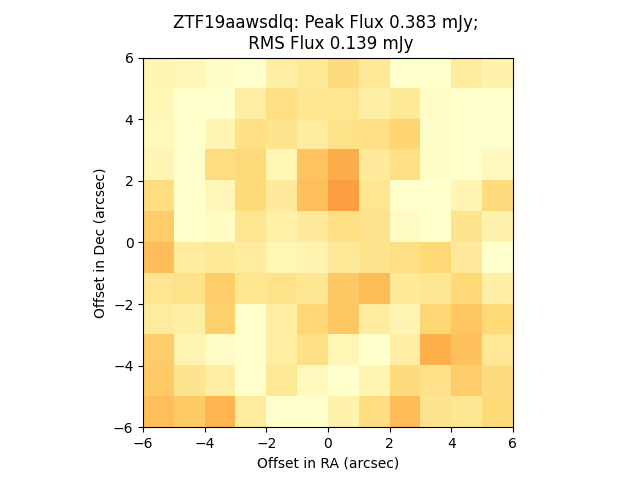 ZTF19aawsdlq: Peak Flux 0.383 mJy;
RMS Flux 0.139 mJy
6
4
2
0
−2
−4
−6
Offset in Dec (arcsec)
−6 −4 −2 0 2 4 6
Offset in RA (arcsec)